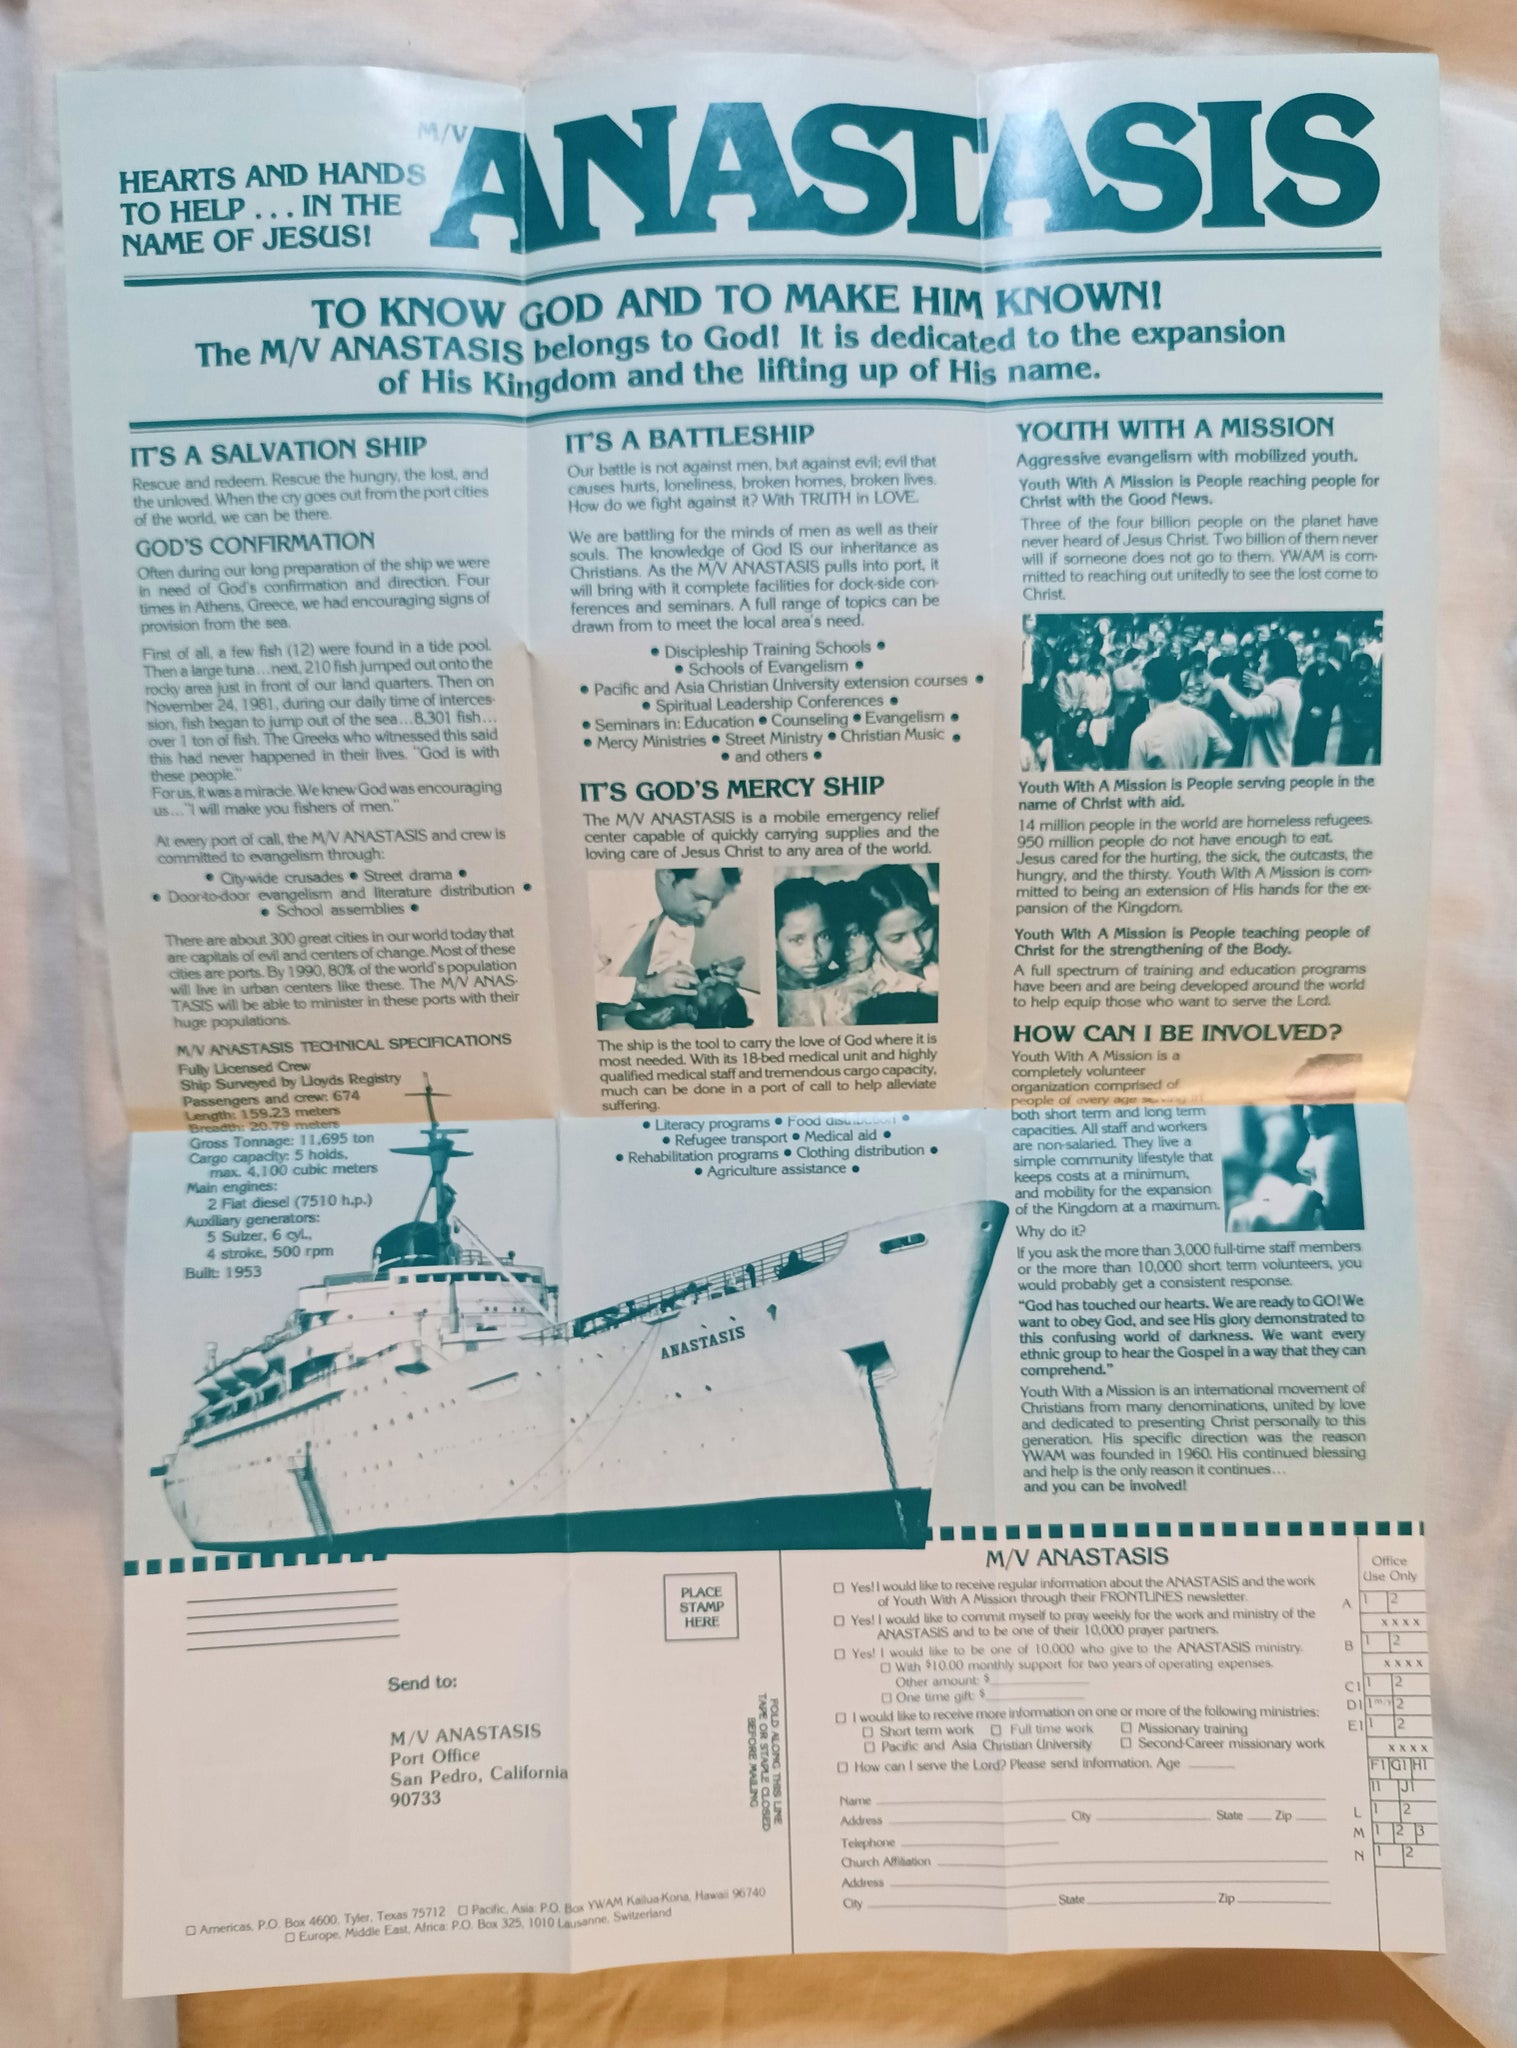 M/V ANASTASIS
HEARTS AND HANDS
TO HELP . . . IN THE
NAME OF JESUS!
TO KNOW GOD AND TO MAKE HIM KNOWN!
The M/V ANASTASIS belongs to God! It is dedicated to the expansion
of His Kingdom and the lifting up of His name.
IT'S A SALVATION SHIP
Rescue and redeem. Rescue the hungry, the lost, and
the unloved. When the cry goes out from the port cities
of the world, we can be there.
GOD'S CONFIRMATION
Often during our long preparation of the ship we were
in need of God's confirmation and direction. Four
times in Athens, Greece, we had encouraging signs of
provision from the sea.
First of all, a few fish (12) were found in a tide pool.
Then a large tuna...next, 210 fish jumped out onto the
rocky area just in front of our land quarters. Then on
November 24, 1981, during our daily time of interces-
sion, fish began to jump out of the sea...8,301 fish...
over 1 ton of fish. The Greeks who witnessed this said
this had never happened in their lives. "God is with
these people."
For us, it was a miracle. We knew God was encouraging
us..."I will make you fishers of men."
At every port of call, the M/V ANASTASIS and crew is
committed to evangelism through:
• City-wide crusades • Street drama •
• Door-to-door evangelism and literature distribution •
• School assemblies •
There are about 300 great cities in our world today that
are capitals of evil and centers of change. Most of these
cities are ports. By 1990, 80% of the world's population
will live in urban centers like these. The M/V ANAS-
TASIS will be able to minister in these ports with their
huge populations.
M/V ANASTASIS TECHNICAL SPECIFICATIONS
Fully Licensed Crew
Ship Surveyed by Lloyds Registry
Passengers and crew: 674
Length: 159.23 meters
Breadth: 20.79 meters
Gross Tonnage: 11,695 ton
Cargo capacity: 5 holds,
max. 4,100 cubic meters
Main engines:
2 Fiat diesel (7510 h.p.)
Auxiliary generators:
5 Sulzer, 6 cyl.,
4 stroke, 500 rpm
Built: 1953
IT'S A BATTLESHIP
Our battle is not against men, but against evil; evil that
causes hurts, loneliness, broken homes, broken lives.
How do we fight against it? With TRUTH in LOVE.
We are battling for the minds of men as well as their
souls. The knowledge of God IS our inheritance as
Christians. As the M/V ANASTASIS pulls into port, it
will bring with it complete facilities for dock-side con-
ferences and seminars. A full range of topics can be
drawn from to meet the local area's need.
• Discipleship Training Schools •
• Schools of Evangelism •
• Pacific and Asia Christian University extension courses •
• Spiritual Leadership Conferences •
• Seminars in: Education • Counseling • Evangelism •
• Mercy Ministries • Street Ministry • Christian Music •
• and others •
IT'S GOD'S MERCY SHIP
The M/V ANASTASIS is a mobile emergency relief
center capable of quickly carrying supplies and the
loving care of Jesus Christ to any area of the world.
The ship is the tool to carry the love of God where it is
most needed. With its 18-bed medical unit and highly
qualified medical staff and tremendous cargo capacity,
much can be done in a port of call to help alleviate
suffering.
• Literacy programs • Food distribution •
• Refugee transport • Medical aid •
• Rehabilitation programs • Clothing distribution •
• Agriculture assistance •
ANASTASIS
YOUTH WITH A MISSION
Aggressive evangelism with mobilized youth.
Youth With A Mission is People reaching people for
Christ with the Good News.
Three of the four billion people on the planet have
never heard of Jesus Christ. Two billion of them never
will if someone does not go to them. YWAM is com-
mitted to reaching out unitedly to see the lost come to
Christ.
Youth With A Mission is People serving people in the
name of Christ with aid.
14 million people in the world are homeless refugees.
950 million people do not have enough to eat.
Jesus cared for the hurting, the sick, the outcasts, the
hungry, and the thirsty. Youth With A Mission is com-
mitted to being an extension of His hands for the ex-
pansion of the Kingdom.
Youth With A Mission is People teaching people of
Christ for the strengthening of the Body.
A full spectrum of training and education programs
have been and are being developed around the world
to help equip those who want to serve the Lord.
HOW CAN I BE INVOLVED?
Youth With A Mission is a
completely volunteer
organization comprised of
people of every age serving in
both short term and long term
capacities. All staff and workers
are non-salaried. They live a
simple community lifestyle that
keeps costs at a minimum,
and mobility for the expansion
of the Kingdom at a maximum.
Why do it?
If you ask the more than 3,000 full-time staff members
or the more than 10,000 short term volunteers, you
would probably get a consistent response.
"God has touched our hearts. We are ready to GO! We
want to obey God, and see His glory demonstrated to
this confusing world of darkness. We want every
ethnic group to hear the Gospel in a way that they can
comprehend."
Youth With a Mission is an international movement of
Christians from many denominations, united by love
and dedicated to presenting Christ personally to this
generation. His specific direction was the reason
YWAM was founded in 1960. His continued blessing
and help is the only reason it continues...
and you can be involved!
PLACE
STAMP
HERE
Send to:
M/V ANASTASIS
Port Office
San Pedro, California
90733
FOLD ALONG THIS LINE
TAPE OR STAPLE CLOSED
BEFORE MAILING
☐ Americas, P.O. Box 4600, Tyler, Texas 75712 ☐ Pacific, Asia: P.O. Box YWAM Kailua-Kona, Hawaii 96740
☐ Europe, Middle East, Africa: P.O. Box 325, 1010 Lausanne, Switzerland
M/V ANASTASIS
☐ Yes! I would like to receive regular information about the ANASTASIS and the work
of Youth With A Mission through their FRONTLINES newsletter.
☐ Yes! I would like to commit myself to pray weekly for the work and ministry of the
ANASTASIS and to be one of their 10,000 prayer partners.
☐ Yes! I would like to be one of 10,000 who give to the ANASTASIS ministry.
☐ With $10.00 monthly support for two years of operating expenses.
Other amount: $
☐ One time gift: $
☐ I would like to receive more information on one or more of the following ministries:
☐ Short term work ☐ Full time work ☐ Missionary training
☐ Pacific and Asia Christian University ☐ Second-Career missionary work
☐ How can I serve the Lord? Please send information. Age
Name
Address City State Zip
Telephone
Church Affiliation
Address
City State Zip
Office
Use Only
A 1 2
x x x x
B 1 2
x x x x
C1 1 2
D1 1 m/y 2
E1 1 2
x x x x
F1 G1 H1
I1 J1
L 1 2
M 1 2 3
N 1 2